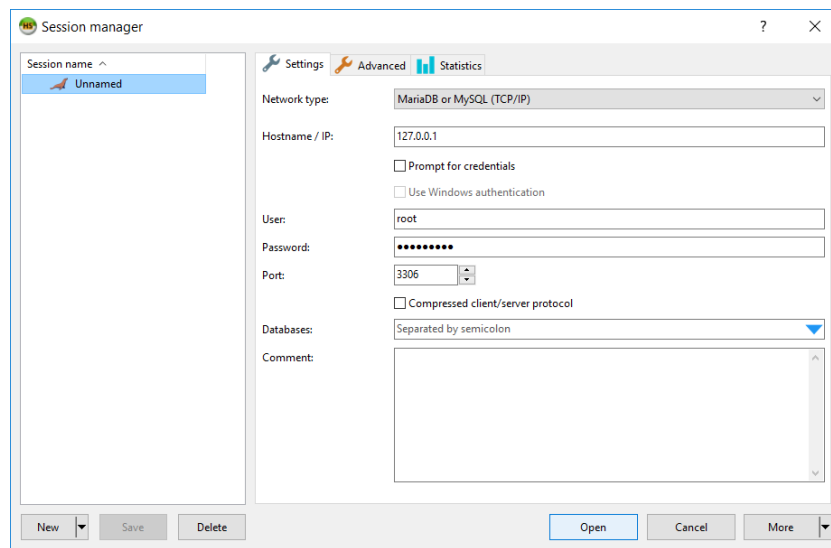 HS
Session manager
?
Session name
Unnamed
Settings
Advanced
Statistics
Network type:
MariaDB or MySQL (TCP/IP)
Hostname / IP:
127.0.0.1
Prompt for credentials
Use Windows authentication
User:
root
Password:
●●●●●●●●●
Port:
3306
Compressed client/server protocol
Databases:
Separated by semicolon
Comment:
New
Save
Delete
Open
Cancel
More